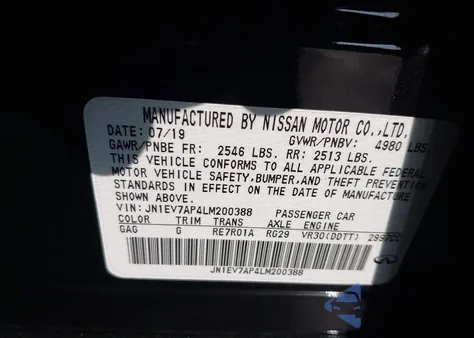 MANUFACTURED BY NISSAN MOTOR CO.,LTD.
DATE: 07/19 GVWR/PNBV: 4980 LBS.
GAWR/PNBE FR: 2546 LBS. RR: 2513 LBS.
THIS VEHICLE CONFORMS TO ALL APPLICABLE FEDERAL
MOTOR VEHICLE SAFETY, BUMPER, AND THEFT PREVENTION
STANDARDS IN EFFECT ON THE DATE OF MANUFACTURE
SHOWN ABOVE.
VIN: JN1EV7AP4LM200388 PASSENGER CAR
COLOR TRIM TRANS AXLE ENGINE
GAG G RE7R01A RG29 VR30(DDTT) 2997CC
JN1EV7AP4LM200388